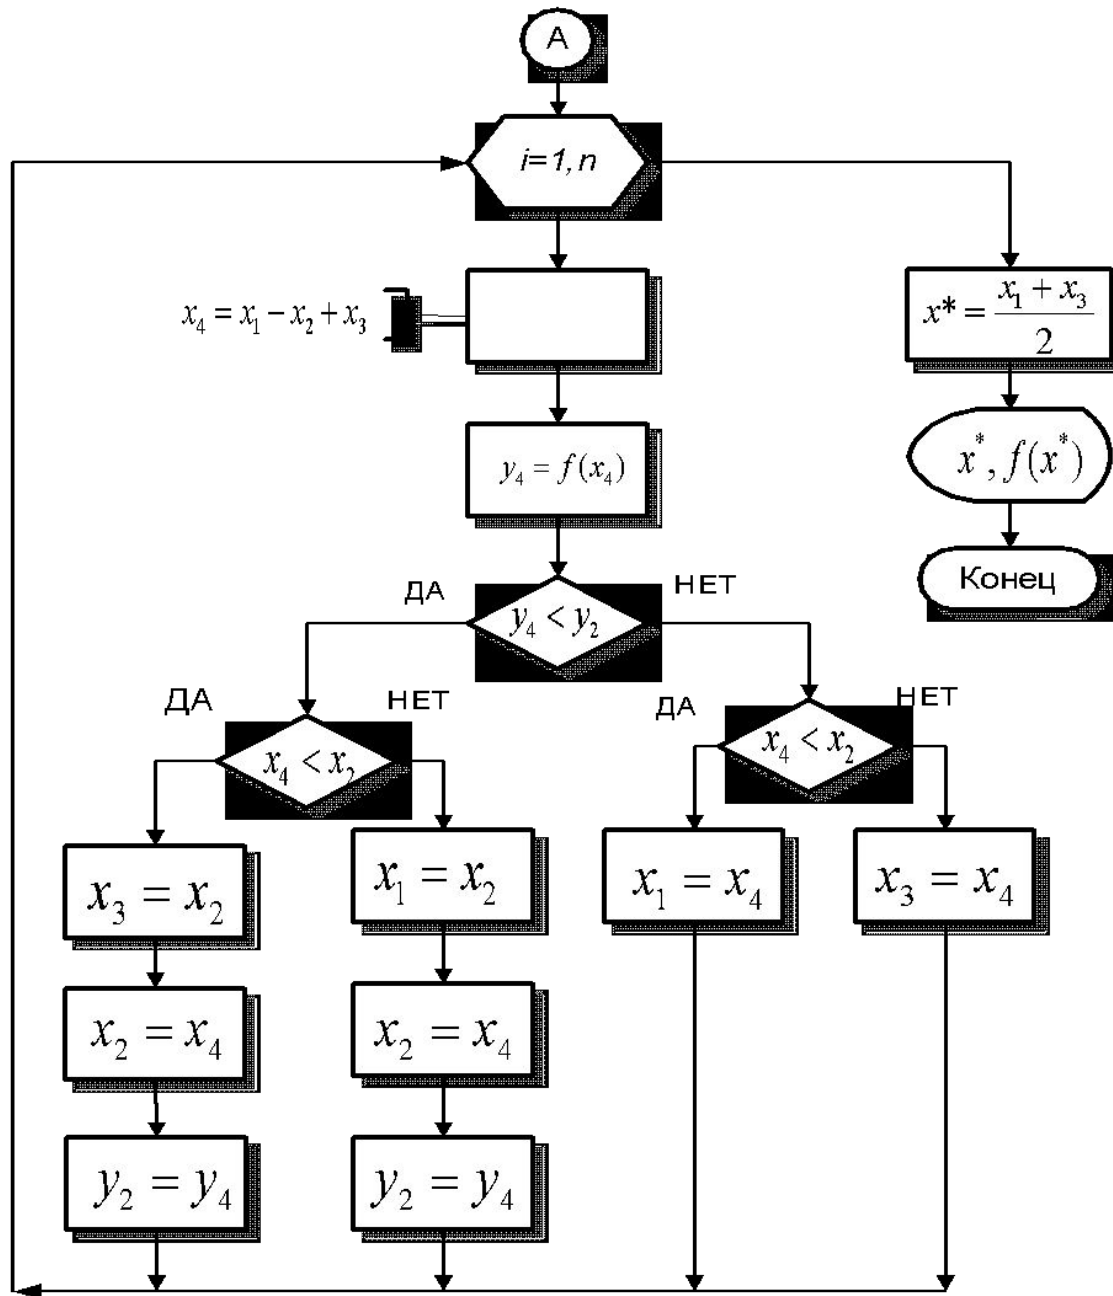 A
i=1,n
x₄ = x₁ − x₂ + x₃
x* = (x₁ + x₃)/2
y₄ = f(x₄)
x*, f(x*)
Конец
ДА
НЕТ
y₄ < y₂
ДА
НЕТ
x₄ < x₂
ДА
НЕТ
x₄ < x₂
x₃ = x₂
x₁ = x₂
x₁ = x₄
x₃ = x₄
x₂ = x₄
x₂ = x₄
y₂ = y₄
y₂ = y₄